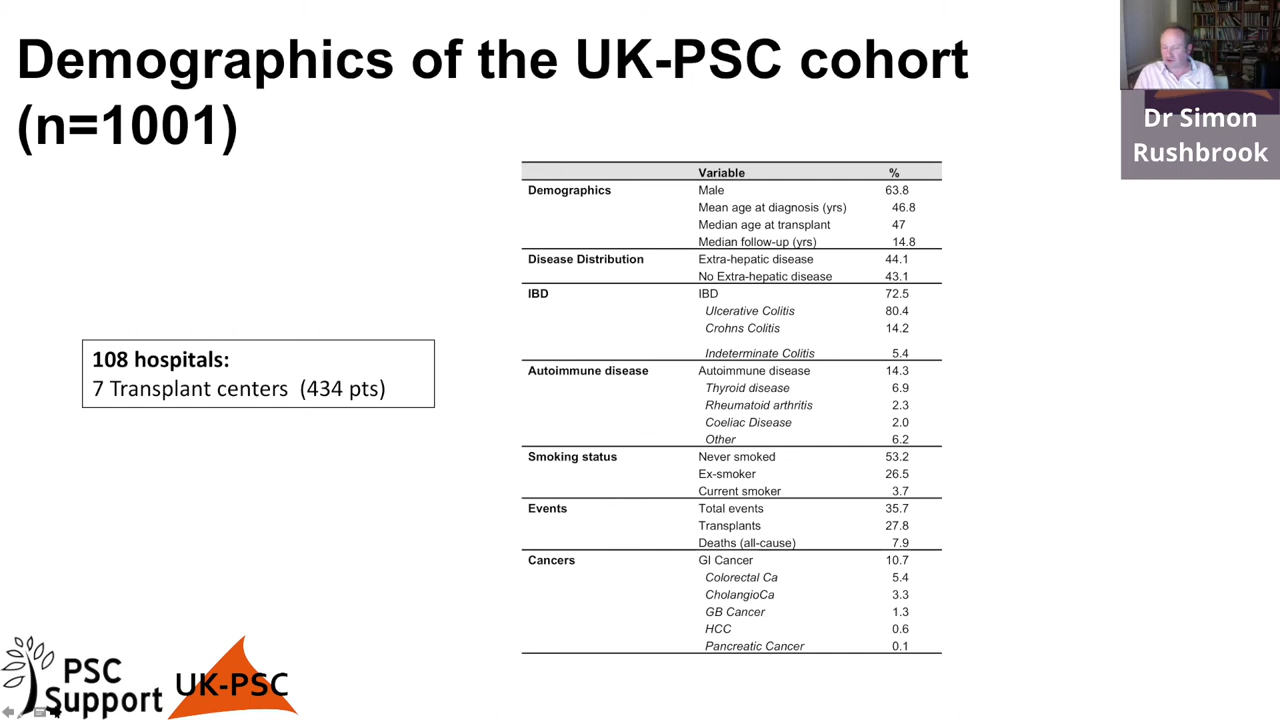 Demographics of the UK-PSC cohort
(n=1001)
Dr Simon
Rushbrook
108 hospitals:
7 Transplant centers (434 pts)
Variable %
Demographics Male 63.8
Mean age at diagnosis (yrs) 46.8
Median age at transplant 47
Median follow-up (yrs) 14.8
Disease Distribution Extra-hepatic disease 44.1
No Extra-hepatic disease 43.1
IBD IBD 72.5
Ulcerative Colitis 80.4
Crohns Colitis 14.2
Indeterminate Colitis 5.4
Autoimmune disease Autoimmune disease 14.3
Thyroid disease 6.9
Rheumatoid arthritis 2.3
Coeliac Disease 2.0
Other 6.2
Smoking status Never smoked 53.2
Ex-smoker 26.5
Current smoker 3.7
Events Total events 35.7
Transplants 27.8
Deaths (all-cause) 7.9
Cancers GI Cancer 10.7
Colorectal Ca 5.4
CholangioCa 3.3
GB Cancer 1.3
HCC 0.6
Pancreatic Cancer 0.1
PSC
Support
UK-PSC